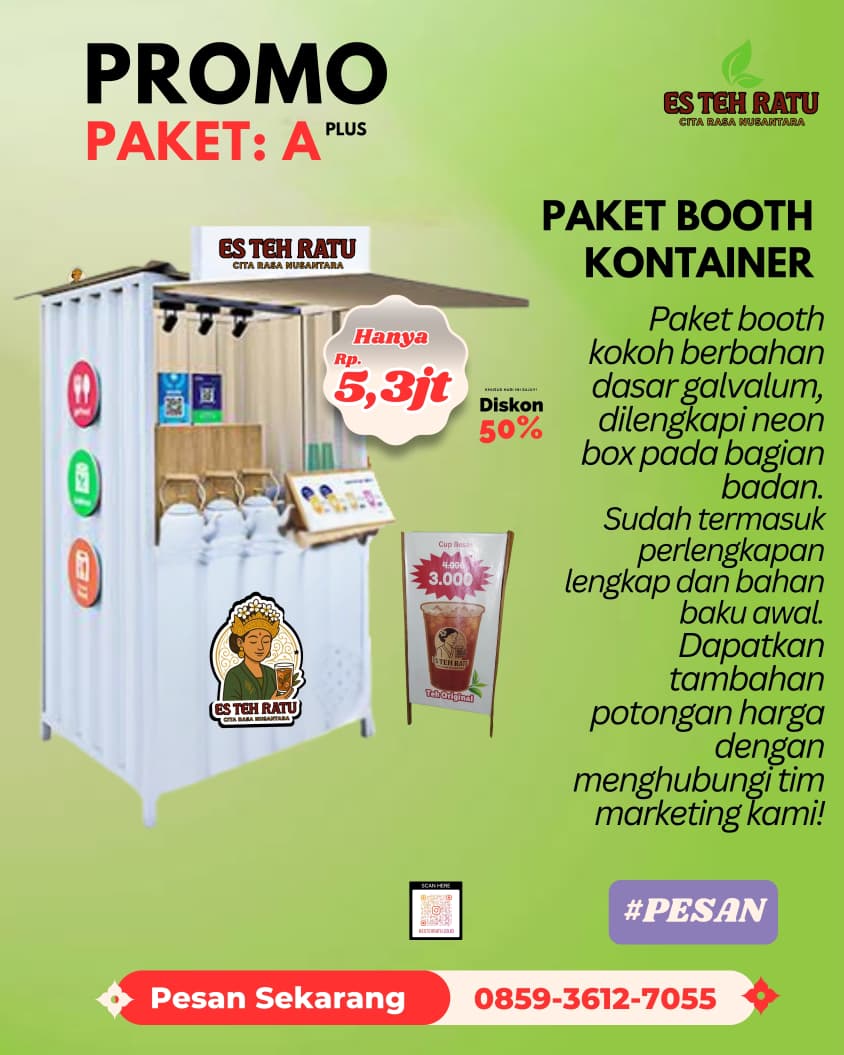 PROMO
PAKET: A PLUS
ES TEH RATU
CITA RASA NUSANTARA
PAKET BOOTH
KONTAINER
Paket booth
kokoh berbahan
dasar galvalum,
dilengkapi neon
box pada bagian
badan.
Sudah termasuk
perlengkapan
lengkap dan bahan
baku awal.
Dapatkan
tambahan
potongan harga
dengan
menghubungi tim
marketing kami!
ES TEH RATU
CITA RASA NUSANTARA
Hanya
Rp.
5,3jt
KHUSUS HARI INI SAJA!!
Diskon
50%
Cup Besar
4.000
3.000
ES TEH RATU
Teh Original
ES TEH RATU
CITA RASA NUSANTARA
SCAN HERE
#PESAN
Pesan Sekarang
0859-3612-7055